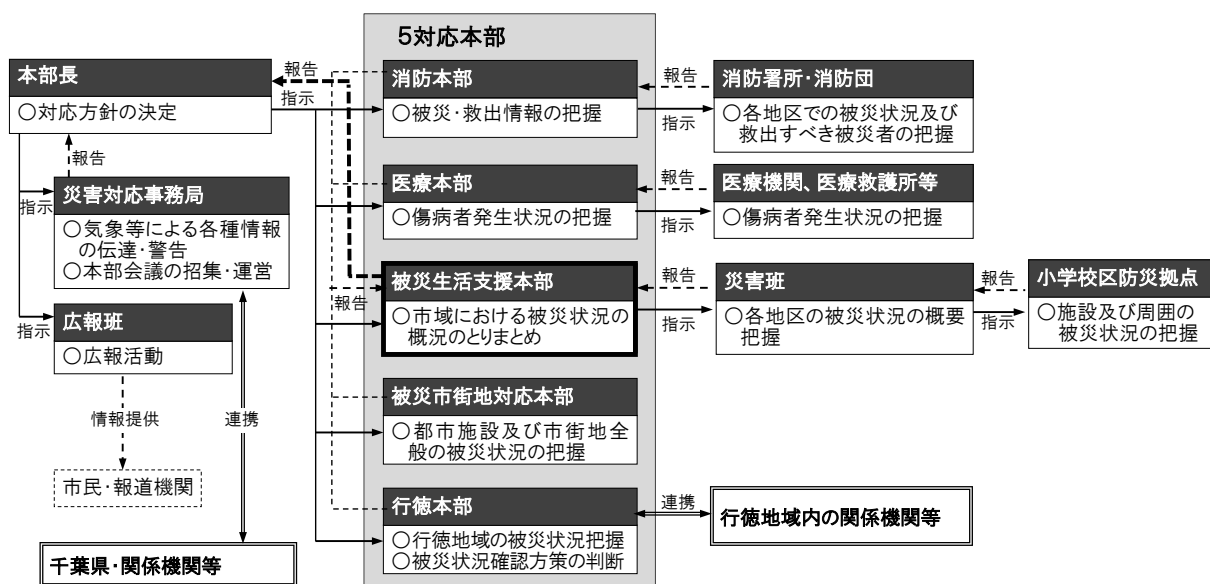 5対応本部
本部長
○対応方針の決定
報告
指示
報告
指示
災害対応事務局
○気象等による各種情報
の伝達・警告
○本部会議の招集・運営
指示
広報班
○広報活動
情報提供
連携
市民・報道機関
千葉県・関係機関等
消防本部
○被災・救出情報の把握
報告
指示
消防署所・消防団
○各地区での被災状況及び
救出すべき被災者の把握
医療本部
○傷病者発生状況の把握
報告
指示
医療機関、医療救護所等
○傷病者発生状況の把握
被災生活支援本部
報告
○市域における被災状況の
概況のとりまとめ
報告
指示
災害班
○各地区の被災状況の概要
把握
報告
指示
小学校区防災拠点
○施設及び周囲の
被災状況の把握
被災市街地対応本部
○都市施設及び市街地全
般の被災状況の把握
行徳本部
○行徳地域の被災状況把握
○被災状況確認方策の判断
連携
行徳地域内の関係機関等